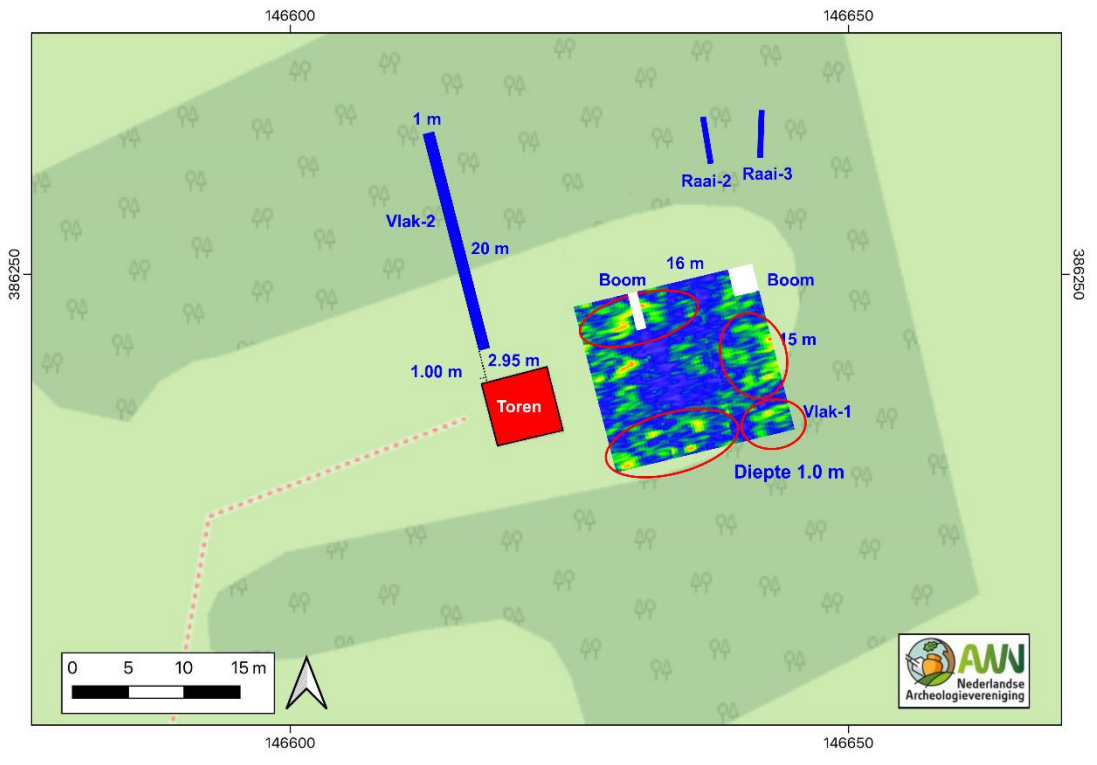 146600
146650
1 m
Raai-2
Raai-3
Vlak-2
20 m
386250
386250
16 m
Boom
Boom
15 m
2.95 m
1.00 m
Toren
Vlak-1
Diepte 1.0 m
0 5 10 15 m
AWN
Nederlandse
Archeologievereniging
146600
146650